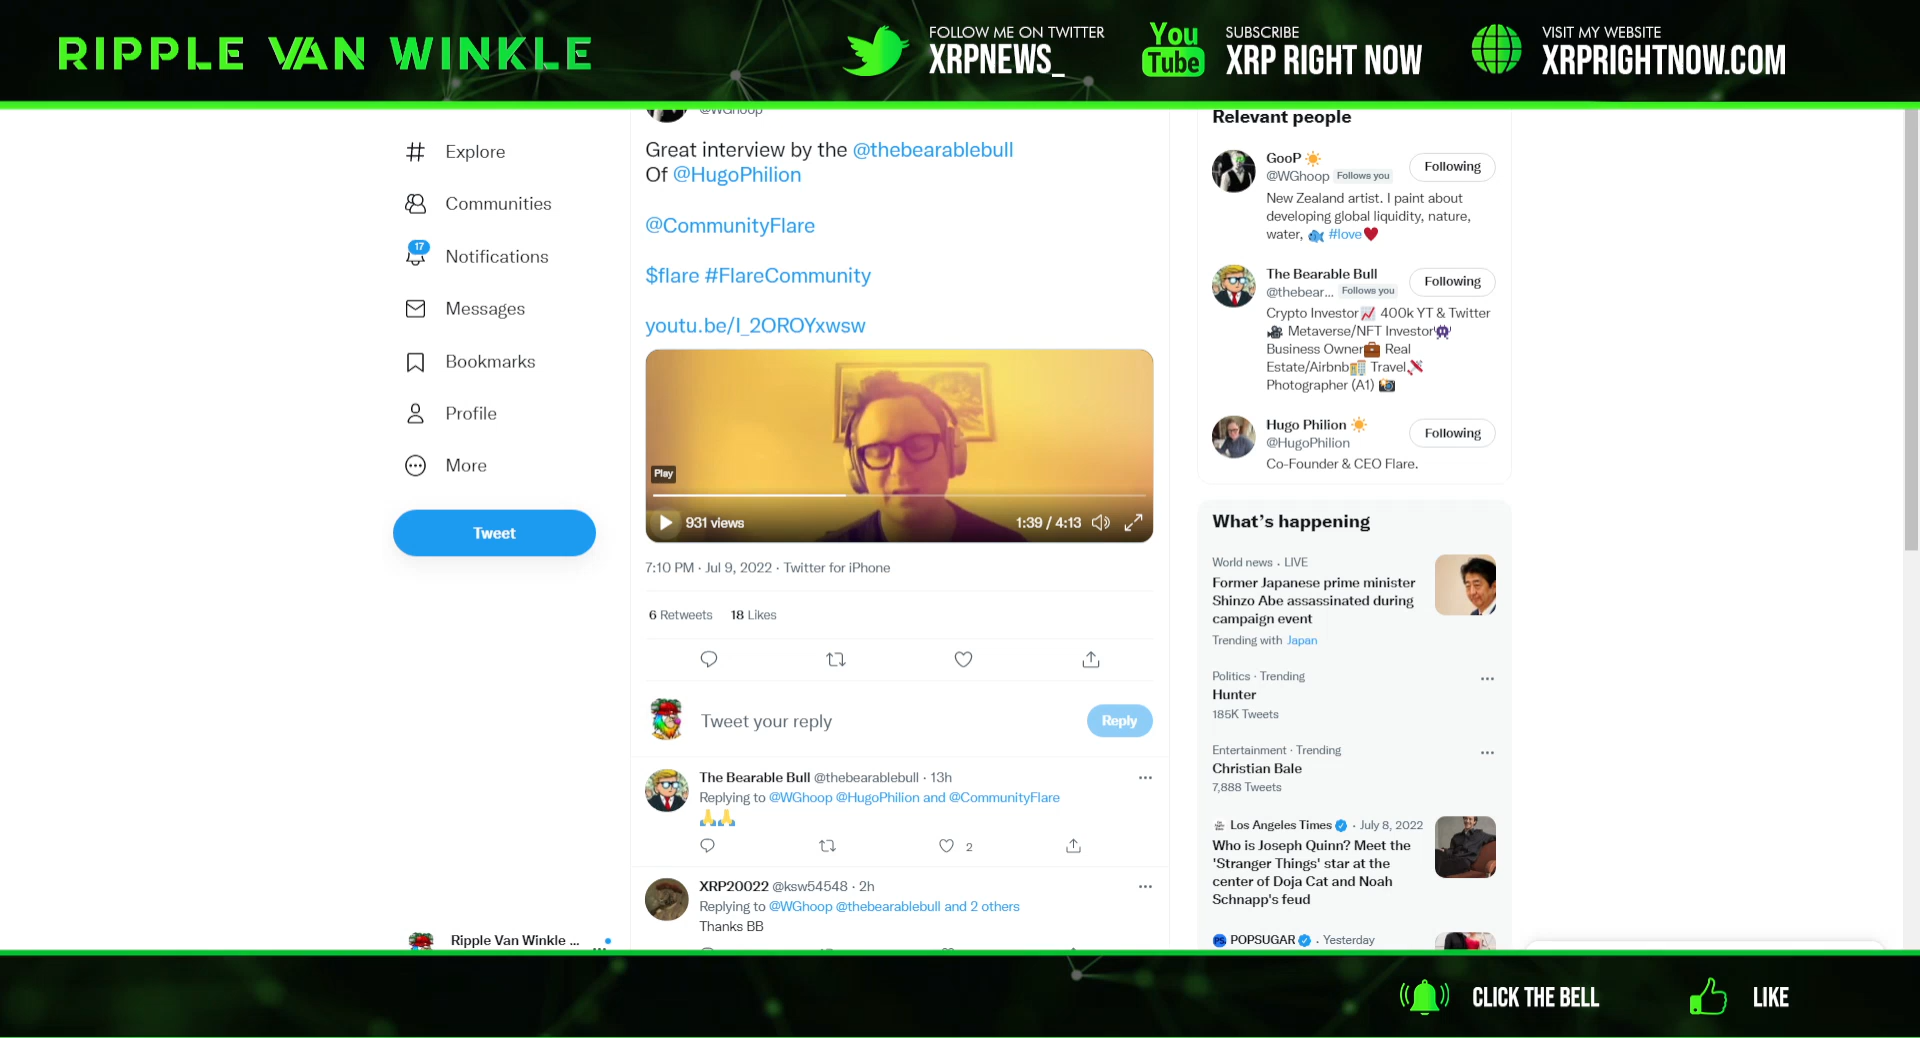 RIPPLE VAN WINKLE
FOLLOW ME ON TWITTER
XRPNEWS_
You
Tube
SUBSCRIBE
XRP RIGHT NOW
VISIT MY WEBSITE
XRPRIGHTNOW.COM
Explore
Communities
17
Notifications
Messages
Bookmarks
Profile
More
Tweet
Ripple Van Winkle ...
@WGhoop
Great interview by the @thebearablebull
Of @HugoPhilion
@CommunityFlare
$flare #FlareCommunity
youtu.be/I_2OROYxwsw
Play
931 views
1:39 / 4:13
7:10 PM · Jul 9, 2022 · Twitter for iPhone
6 Retweets 18 Likes
Tweet your reply
Reply
The Bearable Bull @thebearablebull · 13h
Replying to @WGhoop @HugoPhilion and @CommunityFlare
🙏🙏
2
XRP20022 @ksw54548 · 2h
Replying to @WGhoop @thebearablebull and 2 others
Thanks BB
Relevant people
GooP ☀️
@WGhoop Follows you
Following
New Zealand artist. I paint about
developing global liquidity, nature,
water, 🐟 #love♥️
The Bearable Bull
@thebear... Follows you
Following
Crypto Investor📈 400k YT & Twitter
🎥 Metaverse/NFT Investor👾
Business Owner💼 Real
Estate/Airbnb🏨 Travel✈️
Photographer (A1) 📸
Hugo Philion ☀️
@HugoPhilion
Following
Co-Founder & CEO Flare.
What's happening
World news · LIVE
Former Japanese prime minister
Shinzo Abe assassinated during
campaign event
Trending with Japan
Politics · Trending
Hunter
185K Tweets
Entertainment · Trending
Christian Bale
7,888 Tweets
Los Angeles Times · July 8, 2022
Who is Joseph Quinn? Meet the
'Stranger Things' star at the
center of Doja Cat and Noah
Schnapp's feud
PS POPSUGAR · Yesterday
CLICK THE BELL
LIKE